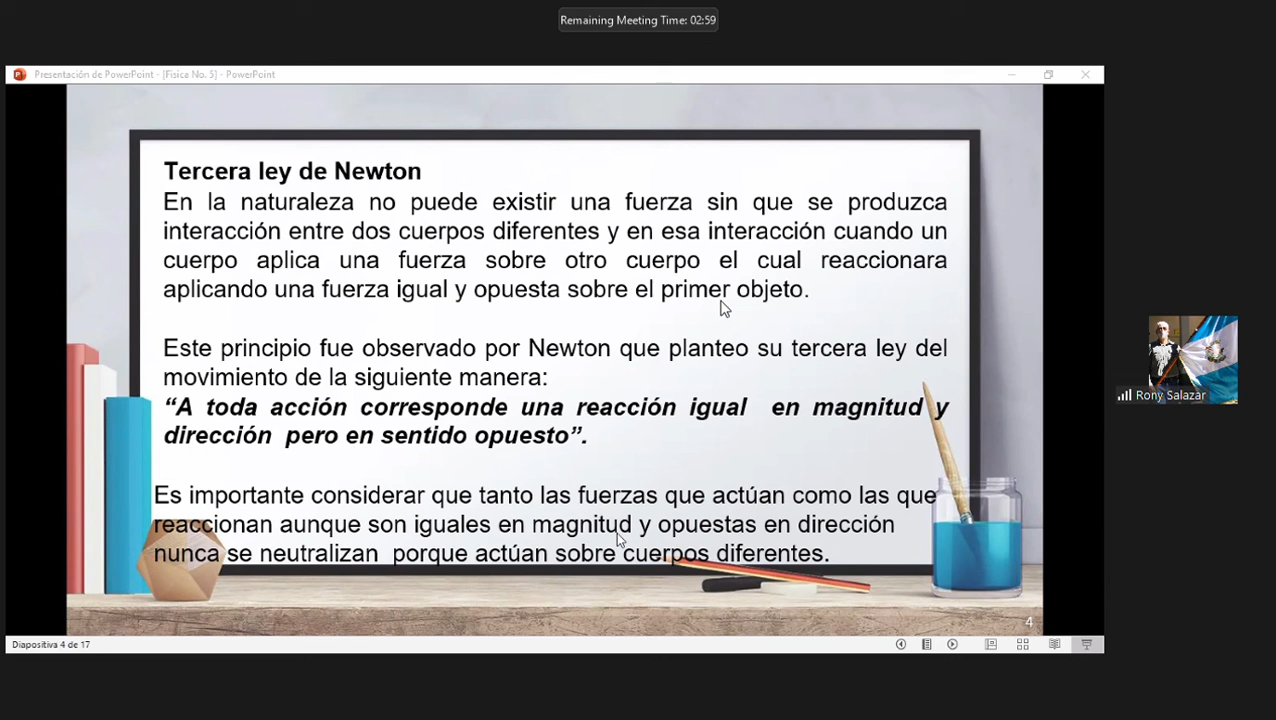 Remaining Meeting Time: 02:59
Presentación de PowerPoint - [Fisica No. 5] - PowerPoint
Tercera ley de Newton
En la naturaleza no puede existir una fuerza sin que se produzca
interacción entre dos cuerpos diferentes y en esa interacción cuando un
cuerpo aplica una fuerza sobre otro cuerpo el cual reaccionara
aplicando una fuerza igual y opuesta sobre el primer objeto.
Este principio fue observado por Newton que planteo su tercera ley del
movimiento de la siguiente manera:
“A toda acción corresponde una reacción igual en magnitud y
dirección pero en sentido opuesto”.
Es importante considerar que tanto las fuerzas que actúan como las que
reaccionan aunque son iguales en magnitud y opuestas en dirección
nunca se neutralizan porque actúan sobre cuerpos diferentes.
4
Rony Salazar
Diapositiva 4 de 17